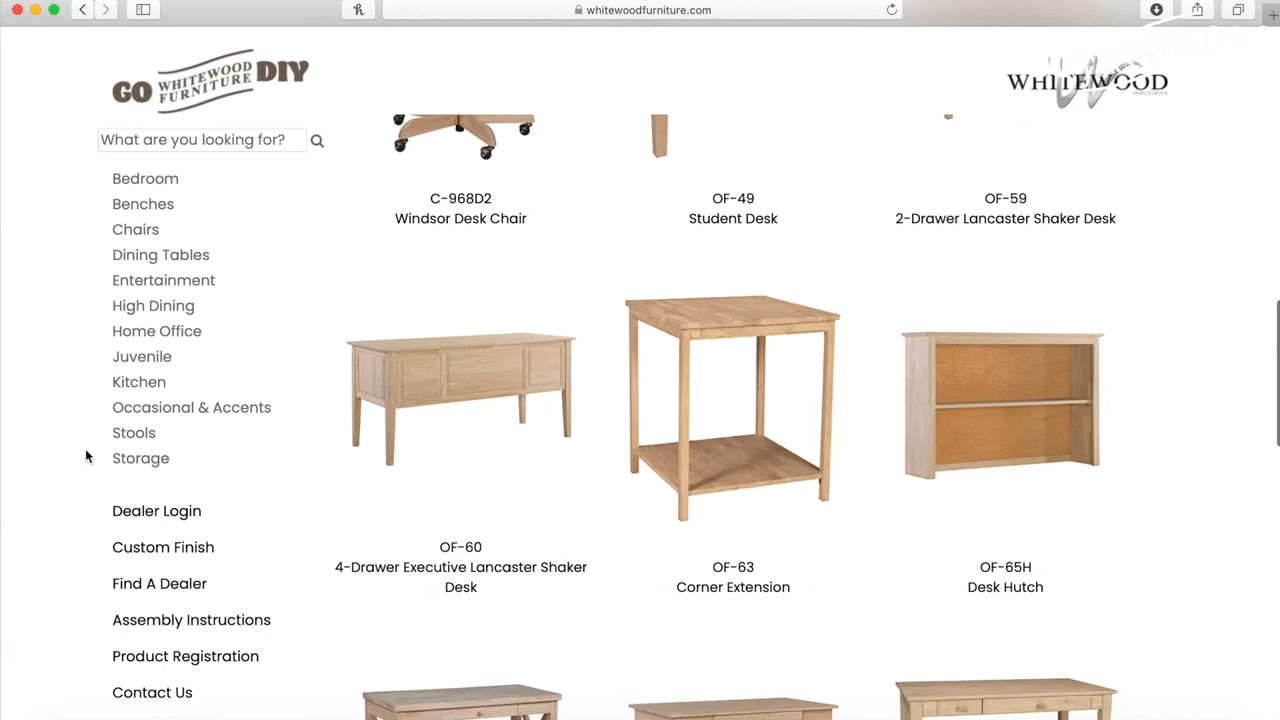 whitewoodfurniture.com
GO WHITEWOOD FURNITURE DIY
WHITEWOOD
INDUSTRIES
What are you looking for?
Bedroom
Benches
Chairs
Dining Tables
Entertainment
High Dining
Home Office
Juvenile
Kitchen
Occasional & Accents
Stools
Storage
Dealer Login
Custom Finish
Find A Dealer
Assembly Instructions
Product Registration
Contact Us
C-968D2
Windsor Desk Chair
OF-49
Student Desk
OF-59
2-Drawer Lancaster Shaker Desk
OF-60
4-Drawer Executive Lancaster Shaker
Desk
OF-63
Corner Extension
OF-65H
Desk Hutch